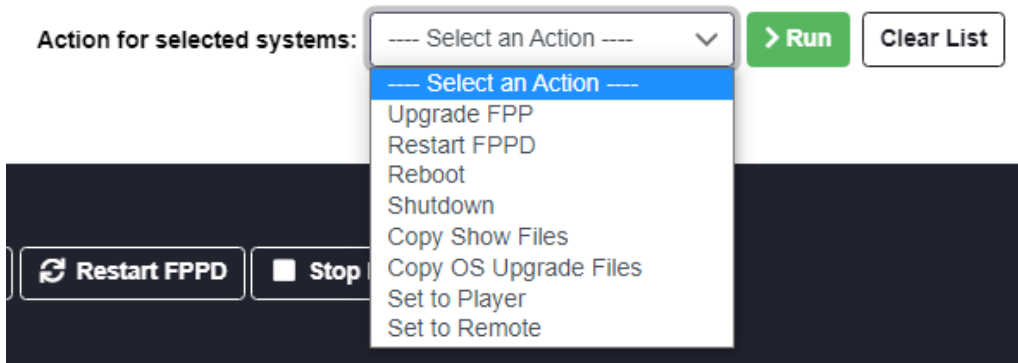 Action for selected systems: ---- Select an Action ---- Run Clear List
---- Select an Action ----
Upgrade FPP
Restart FPPD
Reboot
Shutdown
Copy Show Files
Copy OS Upgrade Files
Set to Player
Set to Remote
Restart FPPD Stop